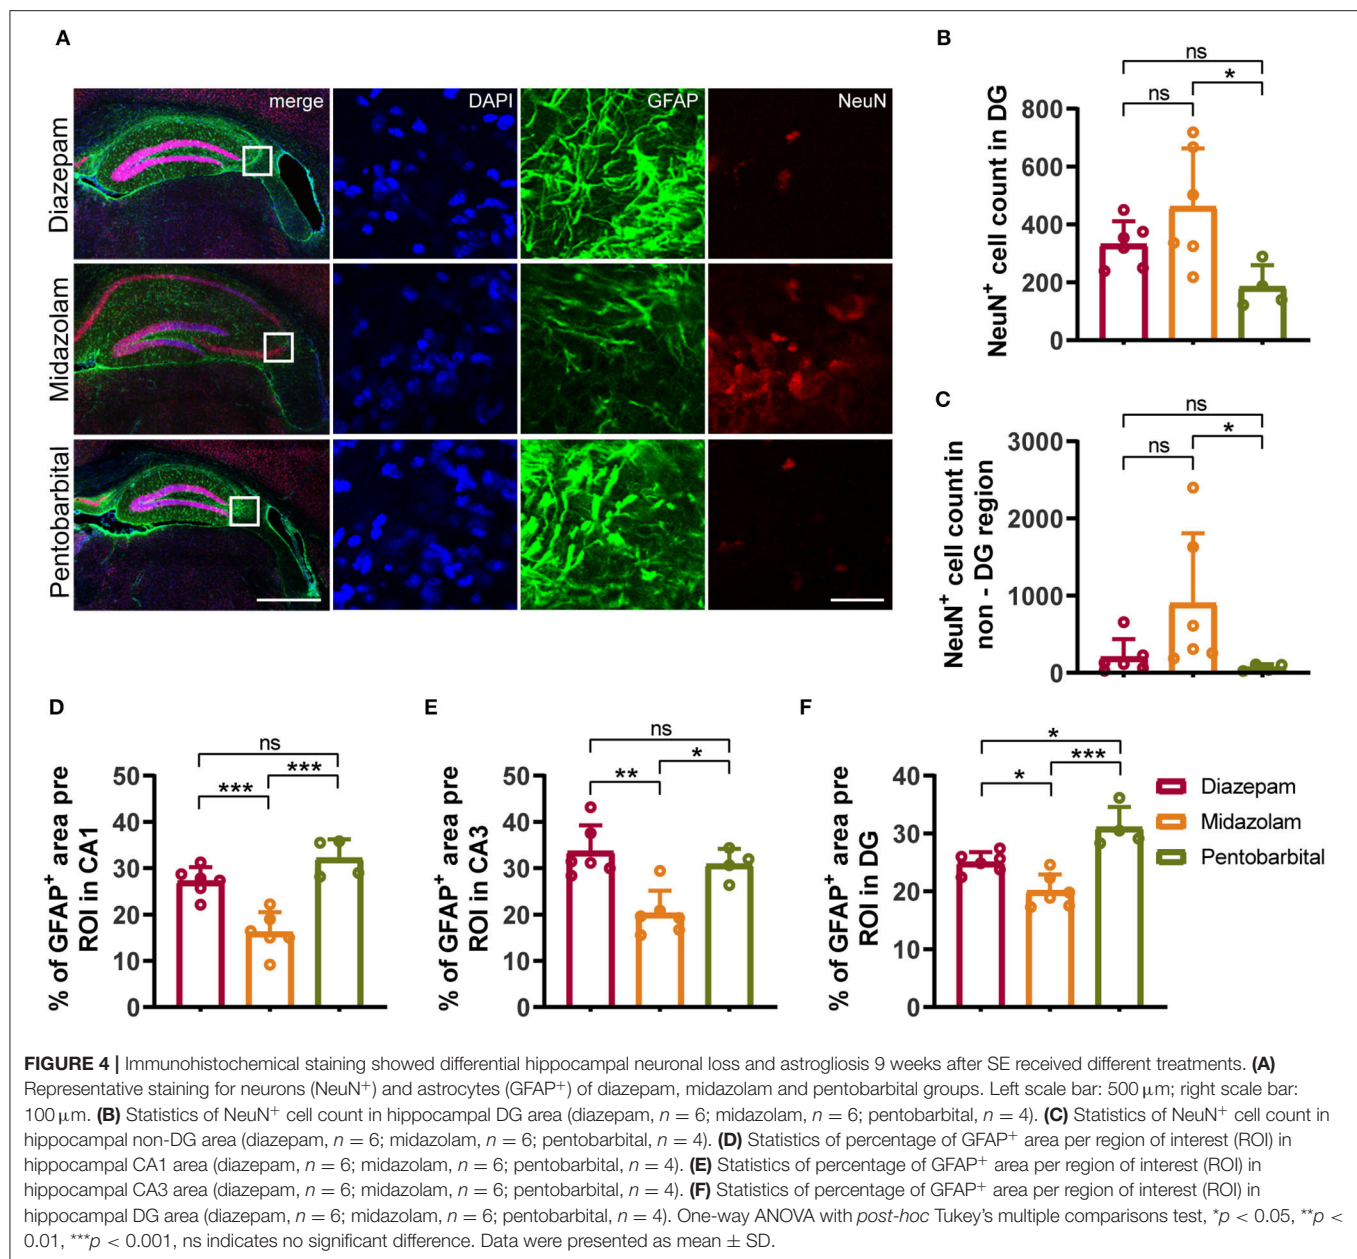 A
merge
DAPI
GFAP
NeuN
Diazepam
Midazolam
Pentobarbital
B
ns
*
ns
800
600
400
200
0
NeuN⁺ cell count in DG
C
ns
*
ns
3000
2000
1000
0
NeuN⁺ cell count in
non - DG region
D
ns
***
***
50
40
30
20
10
0
% of GFAP⁺ area pre
ROI in CA1
E
ns
*
**
50
40
30
20
10
0
% of GFAP⁺ area pre
ROI in CA3
F
*
***
*
40
30
20
10
0
% of GFAP⁺ area pre
ROI in DG
Diazepam
Midazolam
Pentobarbital
FIGURE 4 | Immunohistochemical staining showed differential hippocampal neuronal loss and astrogliosis 9 weeks after SE received different treatments. (A)
Representative staining for neurons (NeuN⁺) and astrocytes (GFAP⁺) of diazepam, midazolam and pentobarbital groups. Left scale bar: 500 μm; right scale bar:
100 μm. (B) Statistics of NeuN⁺ cell count in hippocampal DG area (diazepam, n = 6; midazolam, n = 6; pentobarbital, n = 4). (C) Statistics of NeuN⁺ cell count in
hippocampal non-DG area (diazepam, n = 6; midazolam, n = 6; pentobarbital, n = 4). (D) Statistics of percentage of GFAP⁺ area per region of interest (ROI) in
hippocampal CA1 area (diazepam, n = 6; midazolam, n = 6; pentobarbital, n = 4). (E) Statistics of percentage of GFAP⁺ area per region of interest (ROI) in
hippocampal CA3 area (diazepam, n = 6; midazolam, n = 6; pentobarbital, n = 4). (F) Statistics of percentage of GFAP⁺ area per region of interest (ROI) in
hippocampal DG area (diazepam, n = 6; midazolam, n = 6; pentobarbital, n = 4). One-way ANOVA with post-hoc Tukey's multiple comparisons test, *p < 0.05, **p <
0.01, ***p < 0.001, ns indicates no significant difference. Data were presented as mean ± SD.